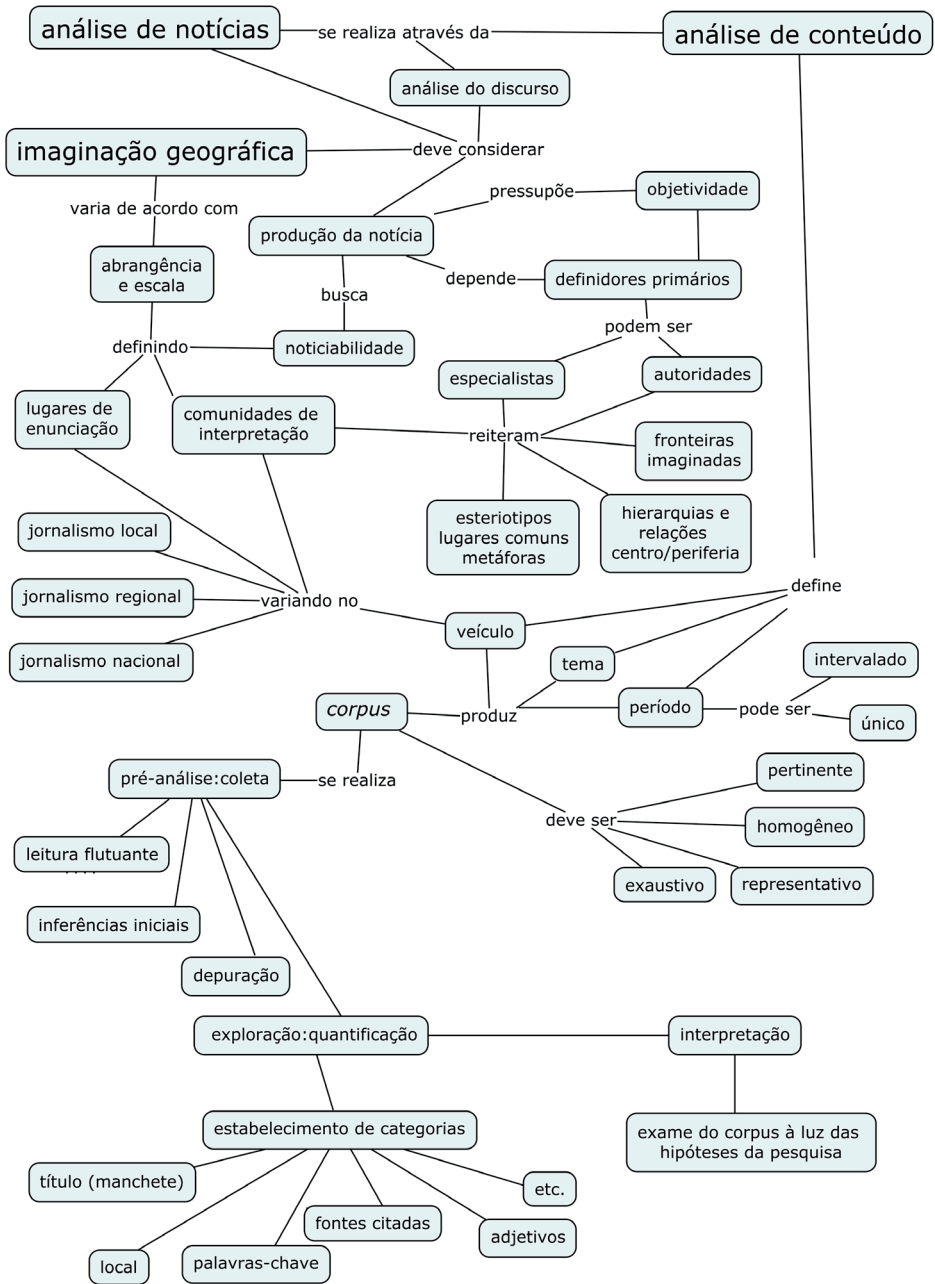 análise de notícias
se realiza através da
análise de conteúdo
análise do discurso
imaginação geográfica
deve considerar
pressupõe
objetividade
varia de acordo com
produção da notícia
abrangência
e escala
depende
definidores primários
busca
podem ser
definindo
noticiabilidade
especialistas
autoridades
lugares de
enunciação
comunidades de
interpretação
reiteram
fronteiras
imaginadas
esteriotipos
lugares comuns
metáforas
hierarquias e
relações
centro/periferia
jornalismo local
jornalismo regional
variando no
define
veículo
jornalismo nacional
tema
intervalado
corpus
produz
período
pode ser
único
pré-análise:coleta
se realiza
pertinente
deve ser
homogêneo
leitura flutuante
....
exaustivo
representativo
inferências iniciais
depuração
exploração:quantificação
interpretação
estabelecimento de categorias
exame do corpus à luz das
hipóteses da pesquisa
título (manchete)
etc.
fontes citadas
adjetivos
local
palavras-chave